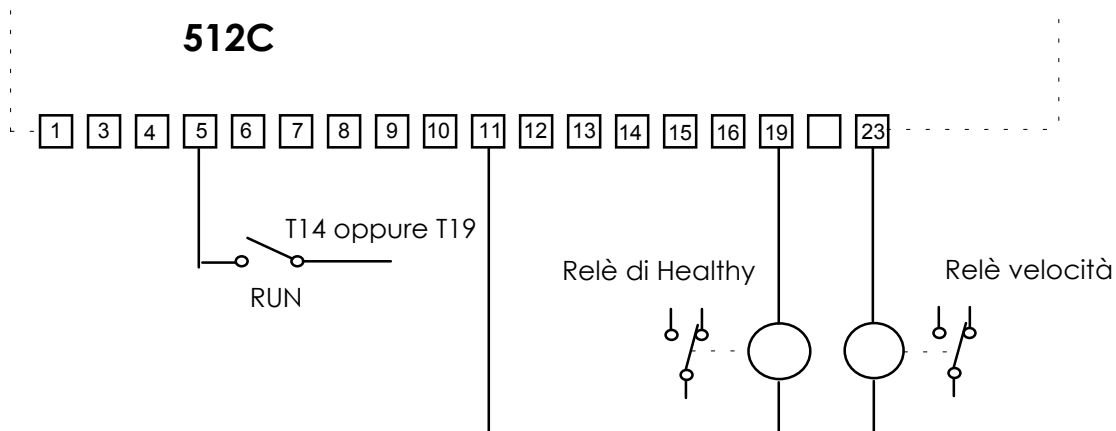 512C
1 3 4 5 6 7 8 9 10 11 12 13 14 15 16 19 23
T14 oppure T19
RUN
Relè di Healthy
Relè velocità